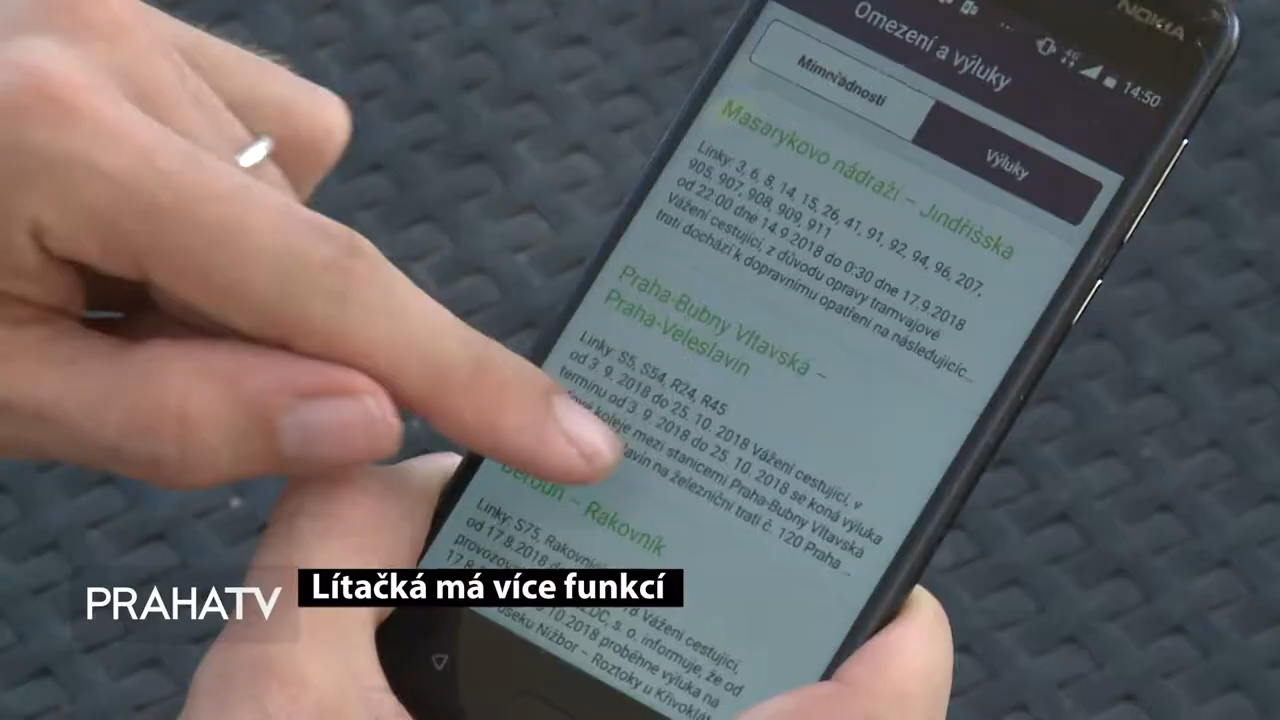 NOKIA
14:50
Omezení a výluky
Mimořádnosti
Výluky
Masarykovo nádraží – Jindřišská
Linky: 3, 6, 8, 14, 15, 26, 41, 91, 92, 94, 96, 207,
905, 907, 908, 909, 911
od 22:00 dne 14.9.2018 do 0:30 dne 17.9.2018
Vážení cestující, z důvodu opravy tramvajové
trati dochází k dopravnímu opatření na následujícíc...
Praha-Bubny Vltavská –
Praha-Veleslavín
Linky: S5, S54, R24, R45
od 3. 9. 2018 do 25. 10. 2018 Vážení cestující, v
termínu od 3. 9. 2018 do 25. 10. 2018 se koná výluka
koleje mezi stanicemi Praha-Bubny Vltavská
na železniční trati č. 120 Praha ...
Beroun – Rakovník
Linky: S75,
od 17.8.2018 Vážení cestující,
s. o. informuje, že od
17.8. 10.2018 proběhne výluka na
úseku Nižbor – Roztoky u
PRAHATV
Lítačká má více funkcí